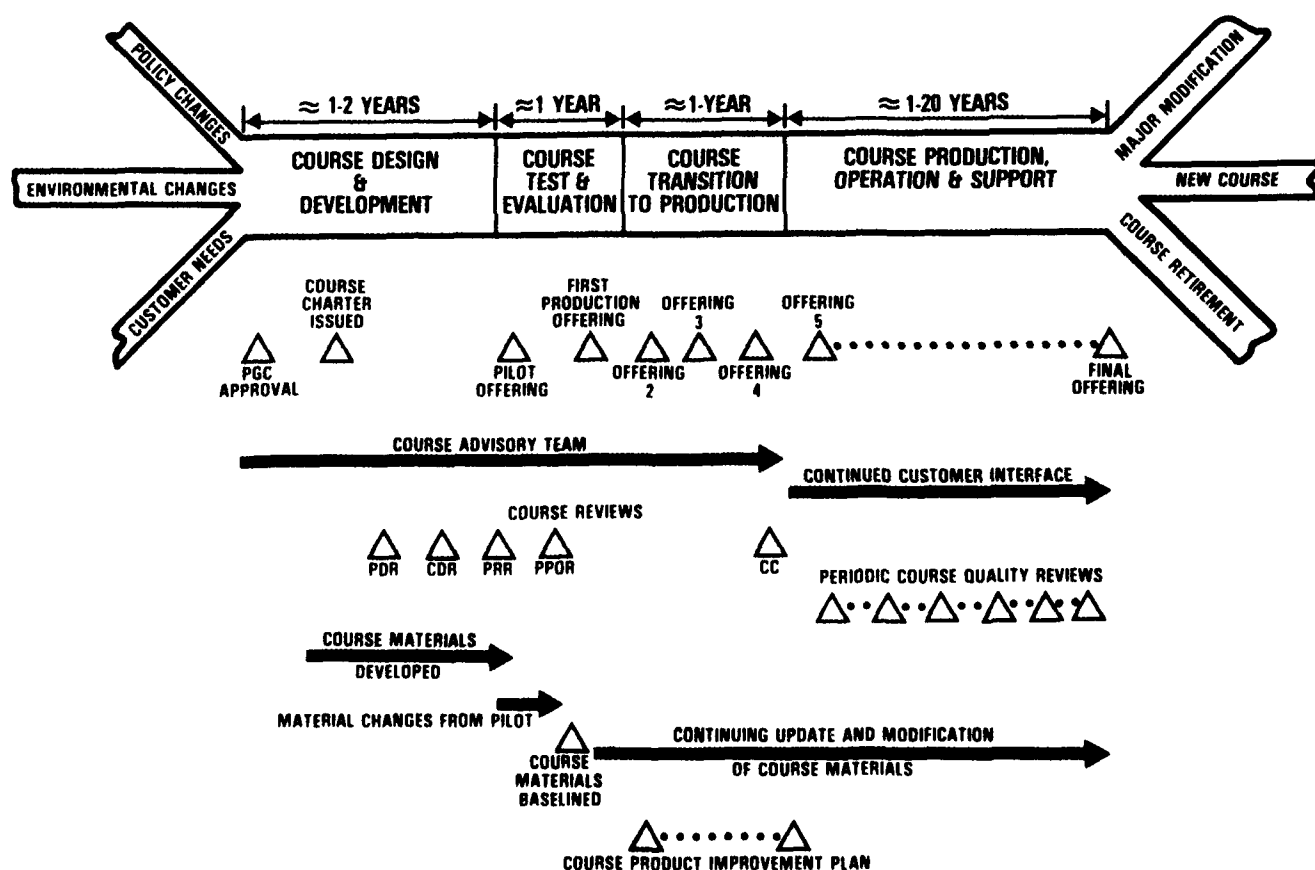 POLICY CHANGES
ENVIRONMENTAL CHANGES
CUSTOMER NEEDS
≈ 1-2 YEARS
≈1 YEAR
≈1-YEAR
≈ 1-20 YEARS
COURSE DESIGN
&
DEVELOPMENT
COURSE
TEST &
EVALUATION
COURSE
TRANSITION
TO PRODUCTION
COURSE PRODUCTION,
OPERATION & SUPPORT
MAJOR MODIFICATION
NEW COURSE
COURSE RETIREMENT
PGC
APPROVAL
COURSE
CHARTER
ISSUED
PILOT
OFFERING
FIRST
PRODUCTION
OFFERING
OFFERING
2
OFFERING
3
OFFERING
4
OFFERING
5
FINAL
OFFERING
COURSE ADVISORY TEAM
CONTINUED CUSTOMER INTERFACE
COURSE REVIEWS
PDR
CDR
PRR
PPOR
CC
PERIODIC COURSE QUALITY REVIEWS
COURSE MATERIALS
DEVELOPED
MATERIAL CHANGES FROM PILOT
COURSE
MATERIALS
BASELINED
CONTINUING UPDATE AND MODIFICATION
OF COURSE MATERIALS
COURSE PRODUCT IMPROVEMENT PLAN